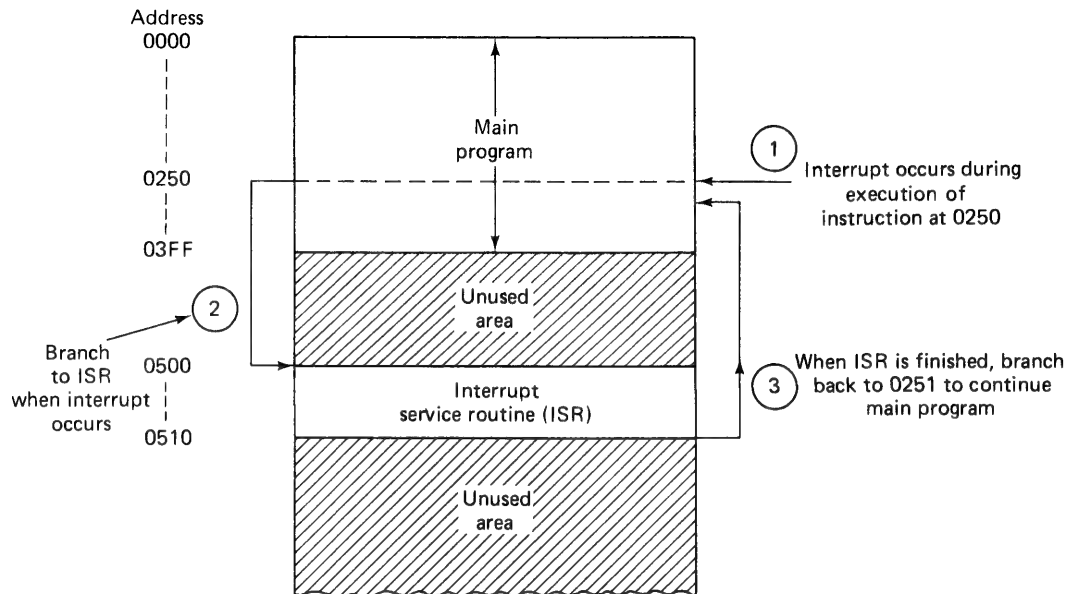 Address
0000
Main
program
1
0250
Interrupt occurs during
execution of
instruction at 0250
03FF
Unused
area
2
Branch
to ISR
when interrupt
occurs
0500
Interrupt
service routine (ISR)
3
When ISR is finished, branch
back to 0251 to continue
main program
0510
Unused
area